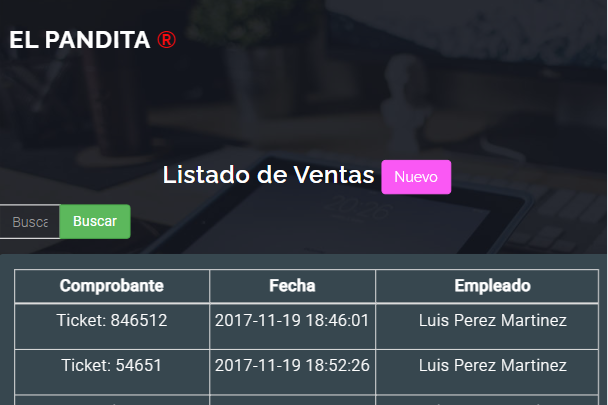 EL PANDITA ®
Listado de Ventas Nuevo
Busca Buscar
Comprobante Fecha Empleado
Ticket: 846512 2017-11-19 18:46:01 Luis Perez Martinez
Ticket: 54651 2017-11-19 18:52:26 Luis Perez Martinez